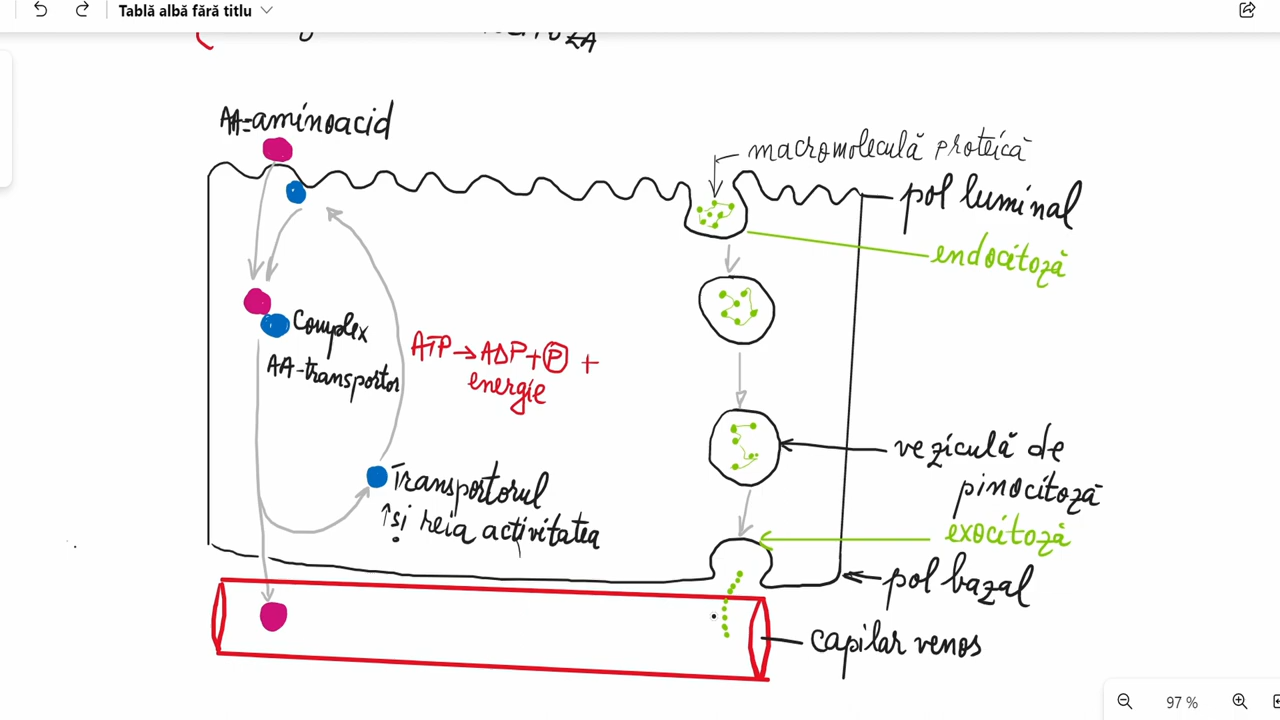 Tablă albă fără titlu
AA=aminoacid
macromoleculă proteică
pol luminal
endocitoză
Complex
AA-transportor
ATP→ADP+P+
energie
veziculă de
pinocitoză
Transportorul
își reia activitatea
exocitoză
pol bazal
capilar venos
97 %